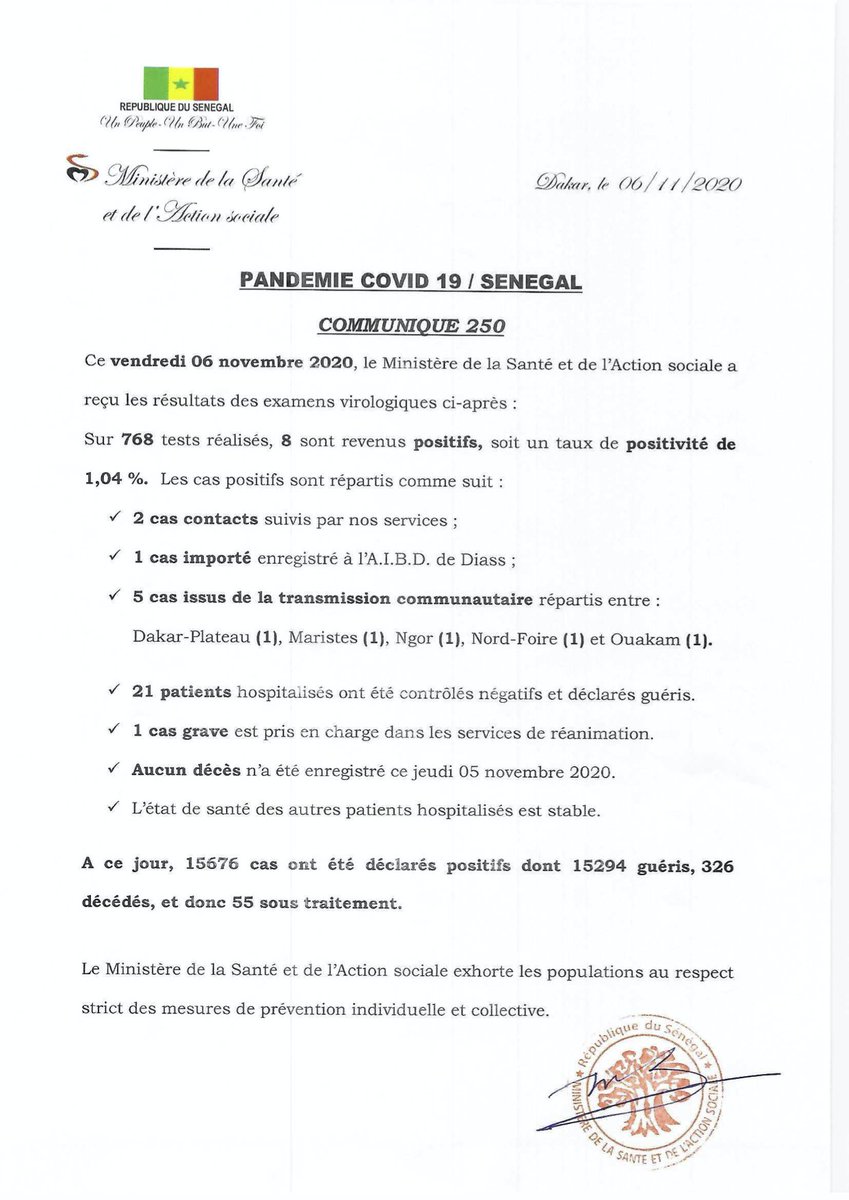 REPUBLIQUE DU SENEGAL
Un Peuple-Un But-Une Foi
Ministère de la Santé
et de l'Action sociale
Dakar, le 06/11/2020
PANDEMIE COVID 19 / SENEGAL
COMMUNIQUE 250
Ce vendredi 06 novembre 2020, le Ministère de la Santé et de l'Action sociale a
reçu les résultats des examens virologiques ci-après :
Sur 768 tests réalisés, 8 sont revenus positifs, soit un taux de positivité de
1,04 %. Les cas positifs sont répartis comme suit :
✓ 2 cas contacts suivis par nos services ;
✓ 1 cas importé enregistré à l'A.I.B.D. de Diass ;
✓ 5 cas issus de la transmission communautaire répartis entre :
Dakar-Plateau (1), Maristes (1), Ngor (1), Nord-Foire (1) et Ouakam (1).
✓ 21 patients hospitalisés ont été contrôlés négatifs et déclarés guéris.
✓ 1 cas grave est pris en charge dans les services de réanimation.
✓ Aucun décès n'a été enregistré ce jeudi 05 novembre 2020.
✓ L'état de santé des autres patients hospitalisés est stable.
A ce jour, 15676 cas ont été déclarés positifs dont 15294 guéris, 326
décédés, et donc 55 sous traitement.
Le Ministère de la Santé et de l'Action sociale exhorte les populations au respect
strict des mesures de prévention individuelle et collective.
République du Sénégal
MINISTÈRE DE LA SANTE ET DE L'ACTION SOCIALE